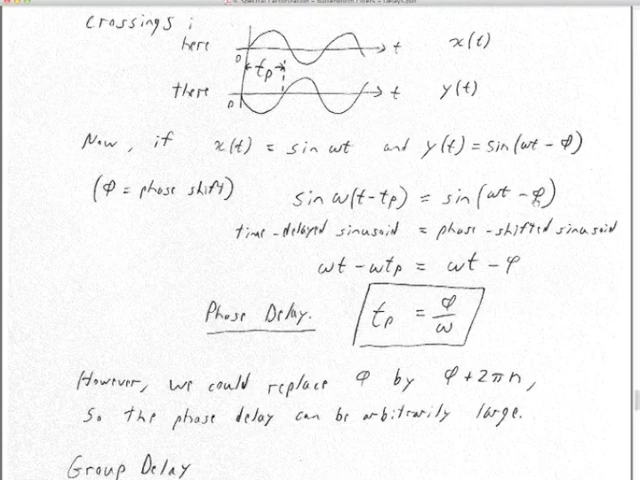 crossings;
here
0
t
x(t)
tp
there
0
t
y(t)
Now, if x(t) = sin ωt and y(t) = sin(ωt - φ)
(φ = phase shift)
sin ω(t-tp) = sin(ωt - φ)
time-delayed sinusoid = phase-shifted sinusoid
ωt - ωtp = ωt - φ
Phase Delay. tp = φ/ω
However, we could replace φ by φ+2πn,
so the phase delay can be arbitrarily large.
Group Delay